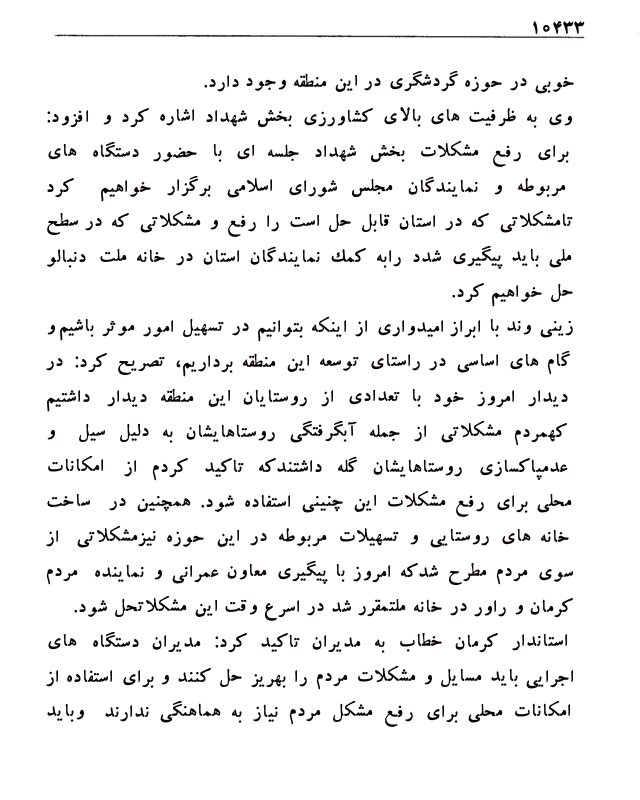 ۱۰۴۳۳
خوبی در حوزه گردشگری در این منطقه وجود دارد.
وی به ظرفیت های بالای کشاورزی بخش شهداد اشاره کرد و افزود:
برای رفع مشکلات بخش شهداد جلسه ای با حضور دستگاه های
مربوطه و نمایندگان مجلس شورای اسلامی برگزار خواهیم کرد
تامشکلاتی که در استان قابل حل است را رفع و مشکلاتی که در سطح
ملی باید پیگیری شدد رابه کمك نمایندگان استان در خانه ملت دنبالو
حل خواهیم کرد.
زینی وند با ابراز امیدواری از اینکه بتوانیم در تسهیل امور موثر باشیم و
گام های اساسی در راستای توسعه این منطقه برداریم، تصریح کرد: در
دیدار امروز خود با تعدادی از روستایان این منطقه دیدار داشتیم
کهمردم مشکلاتی از جمله آبگرفتگی روستاهایشان به دلیل سیل و
عدمپاکسازی روستاهایشان گله داشتندکه تاکید کردم از امکانات
محلی برای رفع مشکلات این چنینی استفاده شود. همچنین در ساخت
خانه های روستایی و تسهیلات مربوطه در این حوزه نیزمشکلاتی از
سوی مردم مطرح شدکه امروز با پیگیری معاون عمرانی و نماینده مردم
کرمان و راور در خانه ملتمقرر شد در اسرع وقت این مشکلاتحل شود.
استاندار کرمان خطاب به مدیران تاکید کرد: مدیران دستگاه های
اجرایی باید مسایل و مشکلات مردم را بهریز حل کنند و برای استفاده از
امکانات محلی برای رفع مشکل مردم نیاز به هماهنگی ندارند وباید